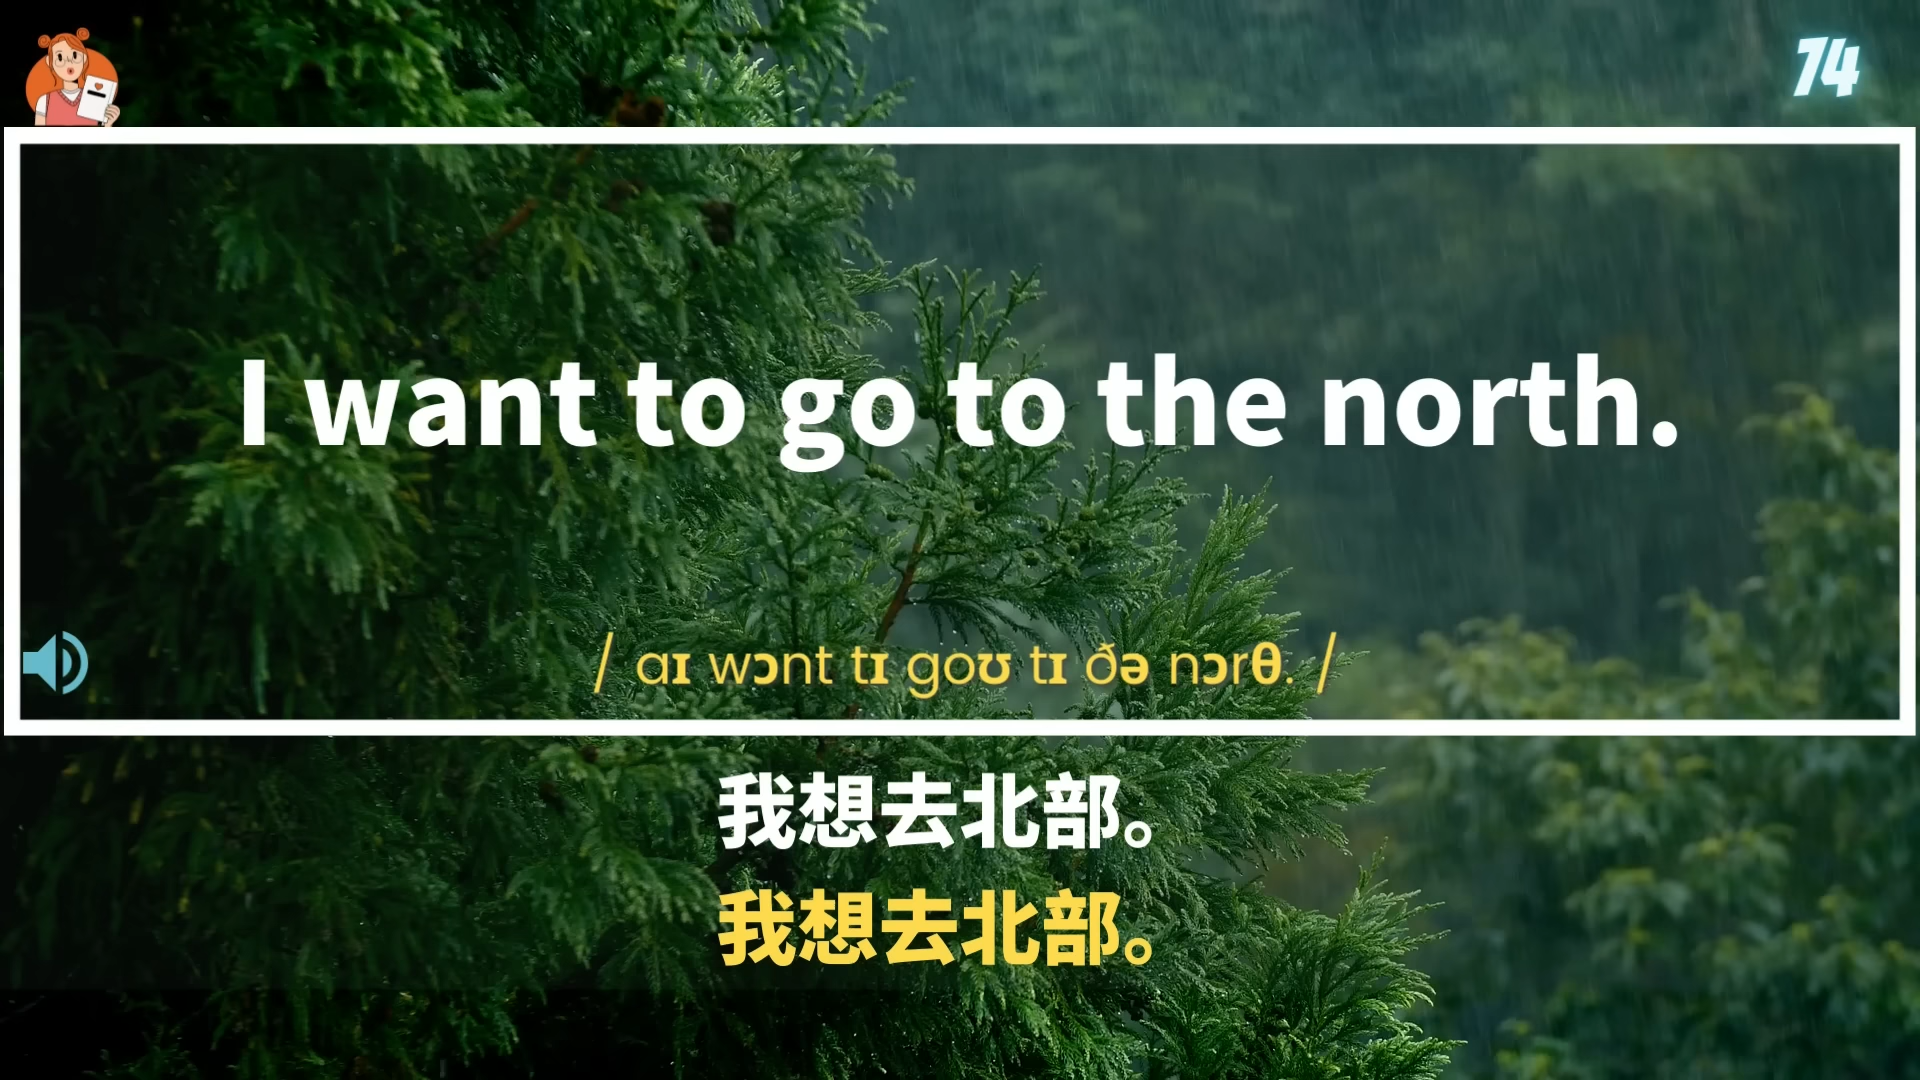 74
I want to go to the north.
/ aɪ wɔnt tɪ goʊ tɪ ðə nɔrθ. /
我想去北部。
我想去北部。